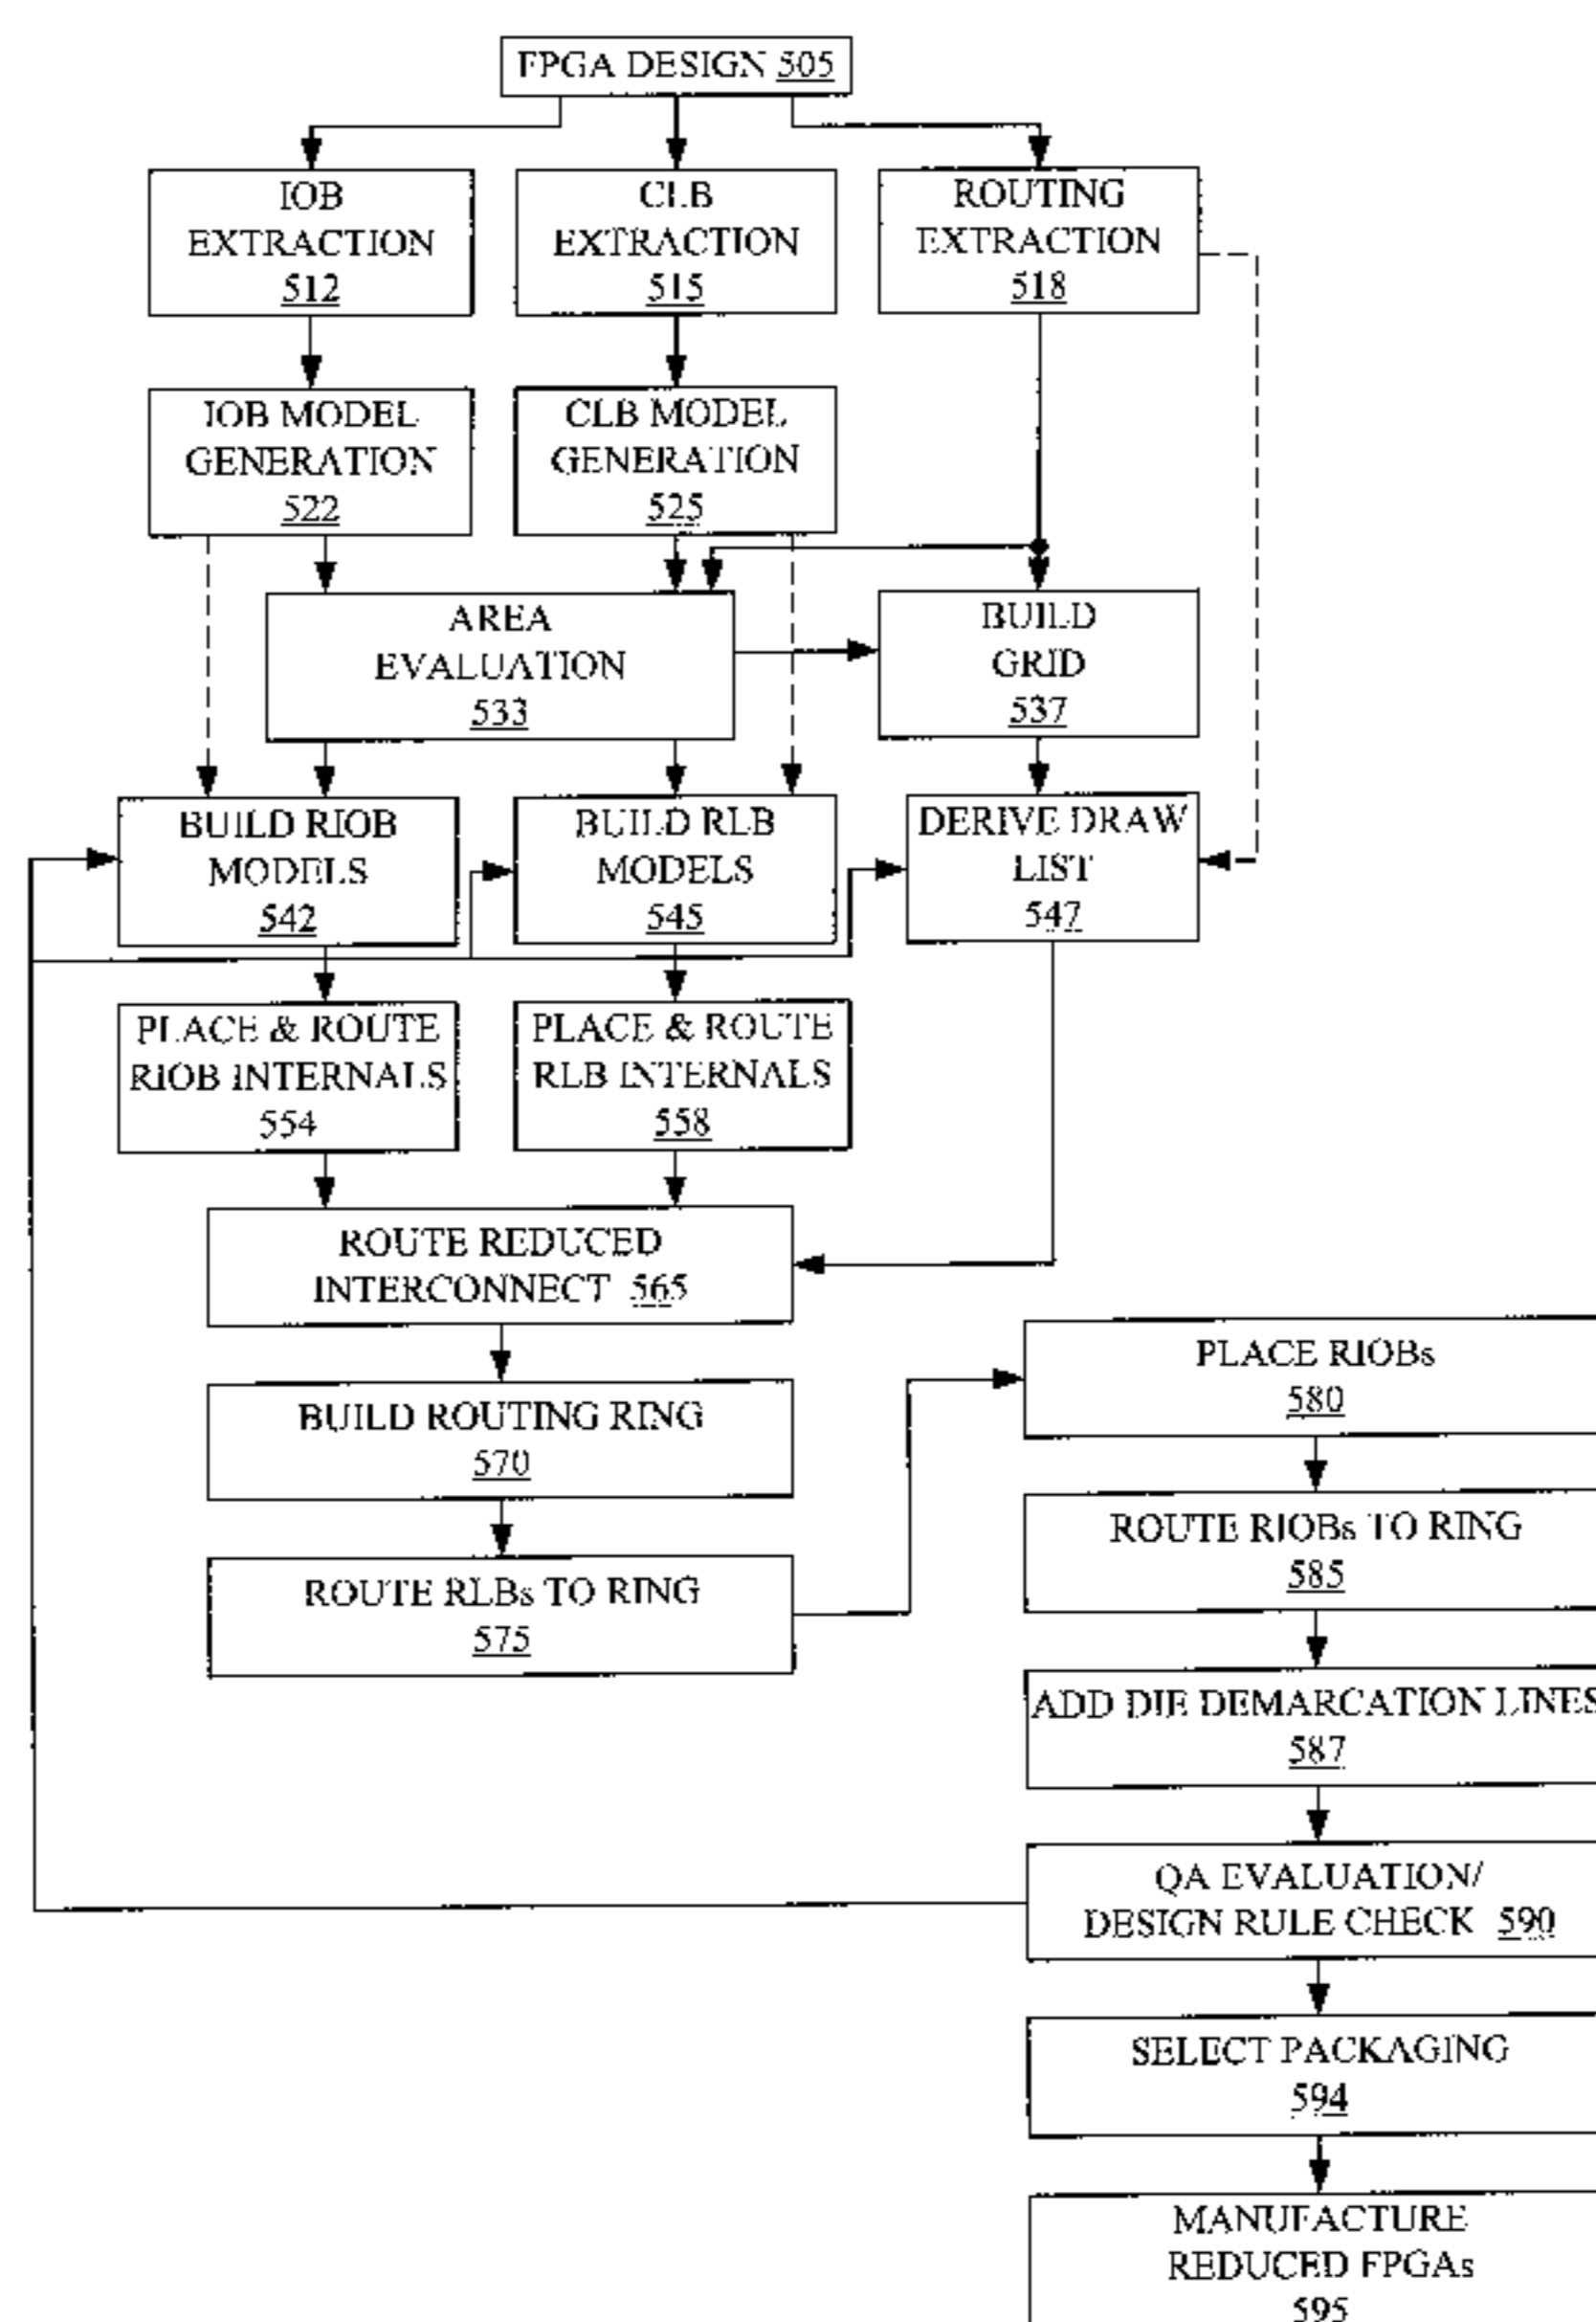 FPGA DESIGN 505
IOB
EXTRACTION
512
CLB
EXTRACTION
515
ROUTING
EXTRACTION
518
IOB MODEL
GENERATION
522
CLB MODEL
GENERATION
525
AREA
EVALUATION
533
BUILD
GRID
537
BUILD RIOB
MODELS
542
BUILD RLB
MODELS
545
DERIVE DRAW
LIST
547
PLACE & ROUTE
RIOB INTERNALS
554
PLACE & ROUTE
RLB INTERNALS
558
ROUTE REDUCED
INTERCONNECT 565
BUILD ROUTING RING
570
ROUTE RLBs TO RING
575
PLACE RIOBs
580
ROUTE RIOBs TO RING
585
ADD DIE DEMARCATION LINES
587
QA EVALUATION/
DESIGN RULE CHECK 590
SELECT PACKAGING
594
MANUFACTURE
REDUCED FPGAs
595